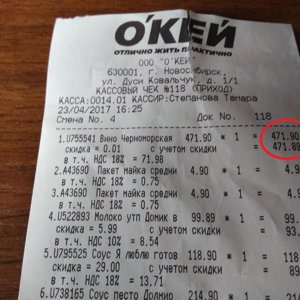 О'КЕЙ
ОТЛИЧНО ЖИТЬ ПРАКТИЧНО
ООО "О'КЕЙ"
630001, г. Новосибирск,
ул. Дуси Ковальчук, д. 1/1
КАССОВЫЙ ЧЕК №118 (ПРИХОД)
КАССА:0014.01 КАССИР:Степанова Тамара
23/04/2017 16:25
Смена No. 4 Док No. 118
1.U755541 Вино Черноморская 471.90 * 1 = 471.90
скидка = 0.01 с учетом скидки = 471.89
в т.ч. НДС 18% = 71.98
2.A43690 Пакет майка средни 4.90 * 1 = 4.
в т.ч. НДС 18% = 0.75
3.A43690 Пакет майка средни 4.90 * 1 = 4
в т.ч. НДС 18% = 0.75
4.U522893 Молоко утп Домик в 99.89 * 1 = 99.
скидка = 5.99 с учетом скидки = 9
в т.ч. НДС 10% = 8.54
5.U795525 Соус Я люблю готов 118.90 * 1 = 118
скидка = 29.00 с учетом скидки = 89
в т.ч. НДС 18% = 13.71
6.U738165 Соус песто Долмио 214.90 * 1 =